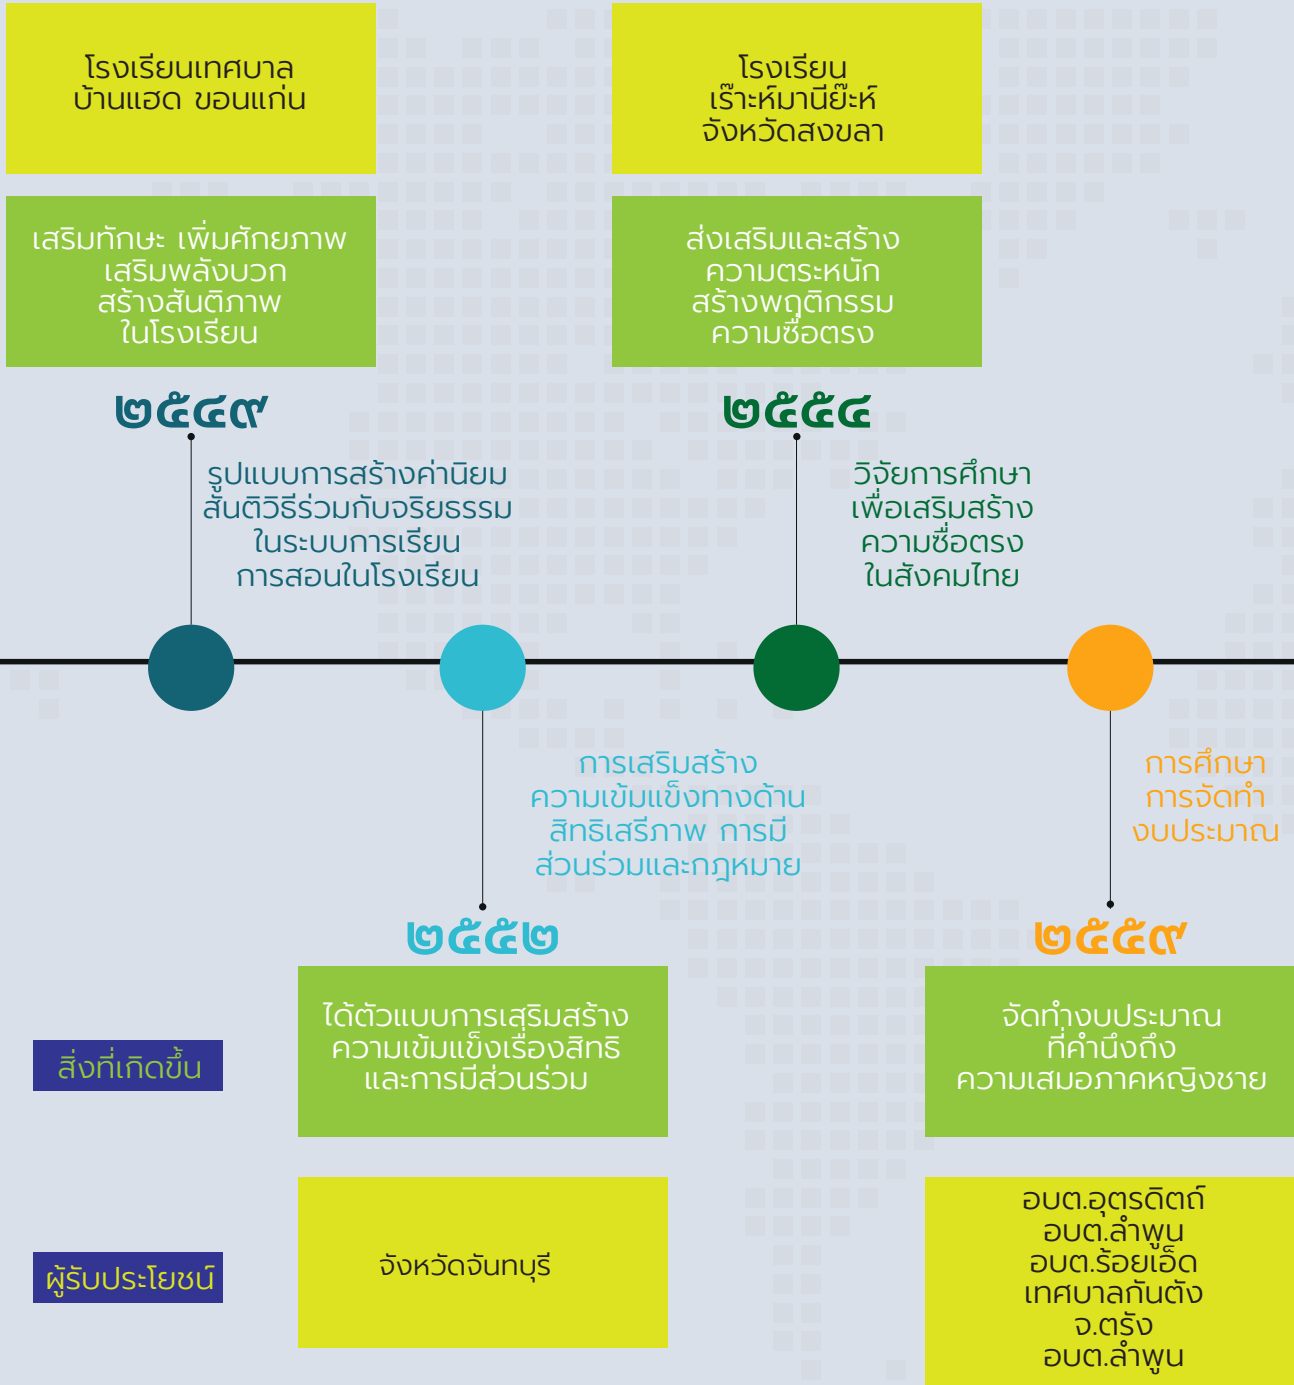 โรงเรียนเทศบาล
บ้านแฮด ขอนแก่น
เสริมทักษะ เพิ่มศักยภาพ
เสริมพลังบวก
สร้างสันติภาพ
ในโรงเรียน
๒๕๔๙
รูปแบบการสร้างค่านิยม
สันติวิธีร่วมกับจริยธรรม
ในระบบการเรียน
การสอนในโรงเรียน
โรงเรียน
เร๊าะห์มานีย๊ะห์
จังหวัดสงขลา
ส่งเสริมและสร้าง
ความตระหนัก
สร้างพฤติกรรม
ความซื่อตรง
๒๕๕๔
วิจัยการศึกษา
เพื่อเสริมสร้าง
ความซื่อตรง
ในสังคมไทย
การเสริมสร้าง
ความเข้มแข็งทางด้าน
สิทธิเสรีภาพ การมี
ส่วนร่วมและกฎหมาย
๒๕๕๒
การศึกษา
การจัดทำ
งบประมาณ
๒๕๕๙
สิ่งที่เกิดขึ้น
ได้ตัวแบบการเสริมสร้าง
ความเข้มแข็งเรื่องสิทธิ
และการมีส่วนร่วม
จัดทำงบประมาณ
ที่คำนึงถึง
ความเสมอภาคหญิงชาย
ผู้รับประโยชน์
จังหวัดจันทบุรี
อบต.อุตรดิตถ์
อบต.ลำพูน
อบต.ร้อยเอ็ด
เทศบาลกันตัง
จ.ตรัง
อบต.ลำพูน